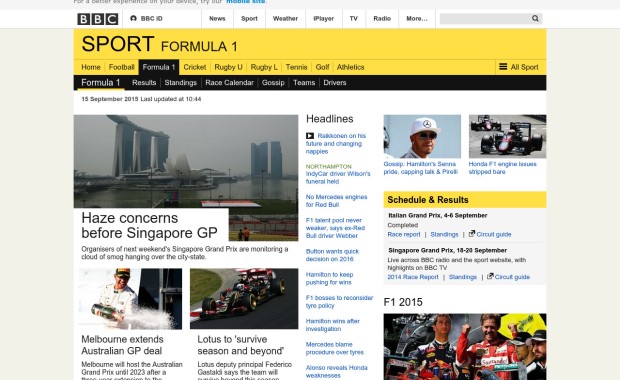 For a better experience on your device, try our mobile site.
BBC BBC iD News Sport Weather iPlayer TV Radio More...
SPORT FORMULA 1
Home Football Formula 1 Cricket Rugby U Rugby L Tennis Golf Athletics All Sport
Formula 1 Results Standings Race Calendar Gossip Teams Drivers
15 September 2015 Last updated at 10:44
Haze concerns
before Singapore GP
Organisers of next weekend's Singapore Grand Prix are monitoring a
cloud of smog hanging over the city-state.
Melbourne extends
Australian GP deal
Melbourne will host the Australian
Grand Prix until 2023 after a
three-year extension to the
Lotus to 'survive
season and beyond'
Lotus deputy principal Federico
Gastaldi says the team will
survive beyond this season
Headlines
Raikkonen on his
future and changing
nappies
NORTHAMPTON
IndyCar driver Wilson's
funeral held
No Mercedes engines
for Red Bull
F1 talent pool never
weaker, says ex-Red
Bull driver Webber
Button wants quick
decision on 2016
Hamilton to keep
pushing for wins
F1 bosses to reconsider
tyre policy
Hamilton wins after
investigation
Mercedes blame
procedure over tyres
Alonso reveals Honda
weaknesses
Gossip: Hamilton's Senna
pride, capping talk & Pirelli
Honda F1 engine issues
stripped bare
Schedule & Results
Italian Grand Prix, 4-6 September
Completed
Race report | Standings | Circuit guide
Singapore Grand Prix, 18-20 September
Live across BBC radio and the sport website, with
highlights on BBC TV
2014 Race Report | Standings | Circuit guide
F1 2015